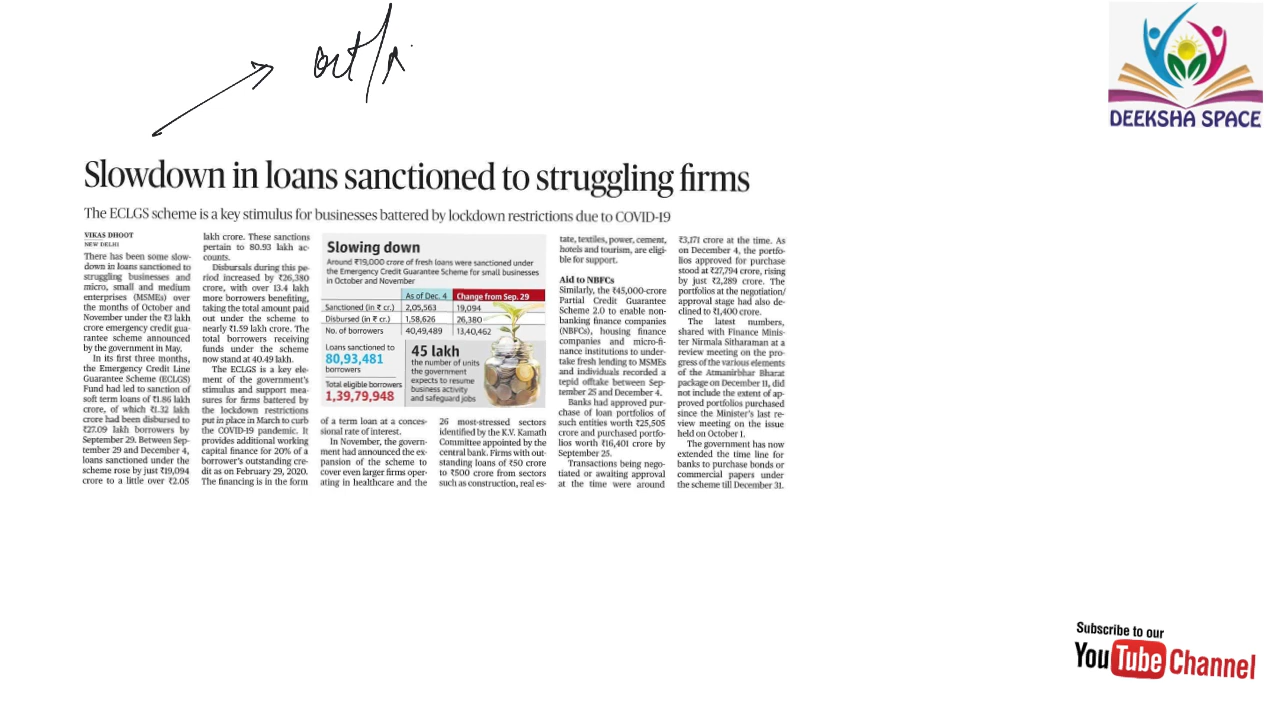 DEEKSHA SPACE
Slowdown in loans sanctioned to struggling firms
The ECLGS scheme is a key stimulus for businesses battered by lockdown restrictions due to COVID-19
VIKAS DHOOT
NEW DELHI
There has been some slow-
down in loans sanctioned to
struggling businesses and
micro, small and medium
enterprises (MSMEs) over
the months of October and
November under the ₹3 lakh
crore emergency credit gua-
rantee scheme announced
by the government in May.
In its first three months,
the Emergency Credit Line
Guarantee Scheme (ECLGS)
Fund had led to sanction of
soft term loans of ₹1.86 lakh
crore, of which ₹1.32 lakh
crore had been disbursed to
₹27.09 lakh borrowers by
September 29. Between Sep-
tember 29 and December 4,
loans sanctioned under the
scheme rose by just ₹19,094
crore to a little over ₹2.05
lakh crore. These sanctions
pertain to 80.93 lakh ac-
counts.
Disbursals during this pe-
riod increased by ₹26,380
crore, with over 13.4 lakh
more borrowers benefiting,
taking the total amount paid
out under the scheme to
nearly ₹1.59 lakh crore. The
total borrowers receiving
funds under the scheme
now stand at 40.49 lakh.
The ECLGS is a key ele-
ment of the government's
stimulus and support mea-
sures for firms battered by
the lockdown restrictions
put in place in March to curb
the COVID-19 pandemic. It
provides additional working
capital finance for 20% of a
borrower's outstanding cre-
dit as on February 29, 2020.
The financing is in the form
Slowing down
Around ₹19,000 crore of fresh loans were sanctioned under
the Emergency Credit Guarantee Scheme for small businesses
in October and November
As of Dec. 4 Change from Sep. 29
Sanctioned (in ₹ cr.) 2,05,563 19,094
Disbursed (in ₹ cr.) 1,58,626 26,380
No. of borrowers 40,49,489 13,40,462
Loans sanctioned to
80,93,481
borrowers
Total eligible borrowers
1,39,79,948
45 lakh
the number of units
the government
expects to resume
business activity
and safeguard jobs
of a term loan at a conces-
sional rate of interest.
In November, the govern-
ment had announced the ex-
pansion of the scheme to
cover even larger firms oper-
ating in healthcare and the
26 most-stressed sectors
identified by the K.V. Kamath
Committee appointed by the
central bank. Firms with out-
standing loans of ₹50 crore
to ₹500 crore from sectors
such as construction, real es-
tate, textiles, power, cement,
hotels and tourism, are eligi-
ble for support.
Aid to NBFCs
Similarly, the ₹45,000-crore
Partial Credit Guarantee
Scheme 2.0 to enable non-
banking finance companies
(NBFCs), housing finance
companies and micro-fi-
nance institutions to under-
take fresh lending to MSMEs
and individuals recorded a
tepid offtake between Sep-
tember 25 and December 4.
Banks had approved pur-
chase of loan portfolios of
such entities worth ₹25,505
crore and purchased portfo-
lios worth ₹16,401 crore by
September 25.
Transactions being nego-
tiated or awaiting approval
at the time were around
₹3,171 crore at the time. As
on December 4, the portfo-
lios approved for purchase
stood at ₹27,794 crore, rising
by just ₹2,289 crore. The
portfolios at the negotiation/
approval stage had also de-
clined to ₹1,400 crore.
The latest numbers,
shared with Finance Minis-
ter Nirmala Sitharaman at a
review meeting on the pro-
gress of the various elements
of the Atmanirbhar Bharat
package on December 11, did
not include the extent of ap-
proved portfolios purchased
since the Minister's last re-
view meeting on the issue
held on October 1.
The government has now
extended the time line for
banks to purchase bonds or
commercial papers under
the scheme till December 31.
Subscribe to our
YouTube Channel